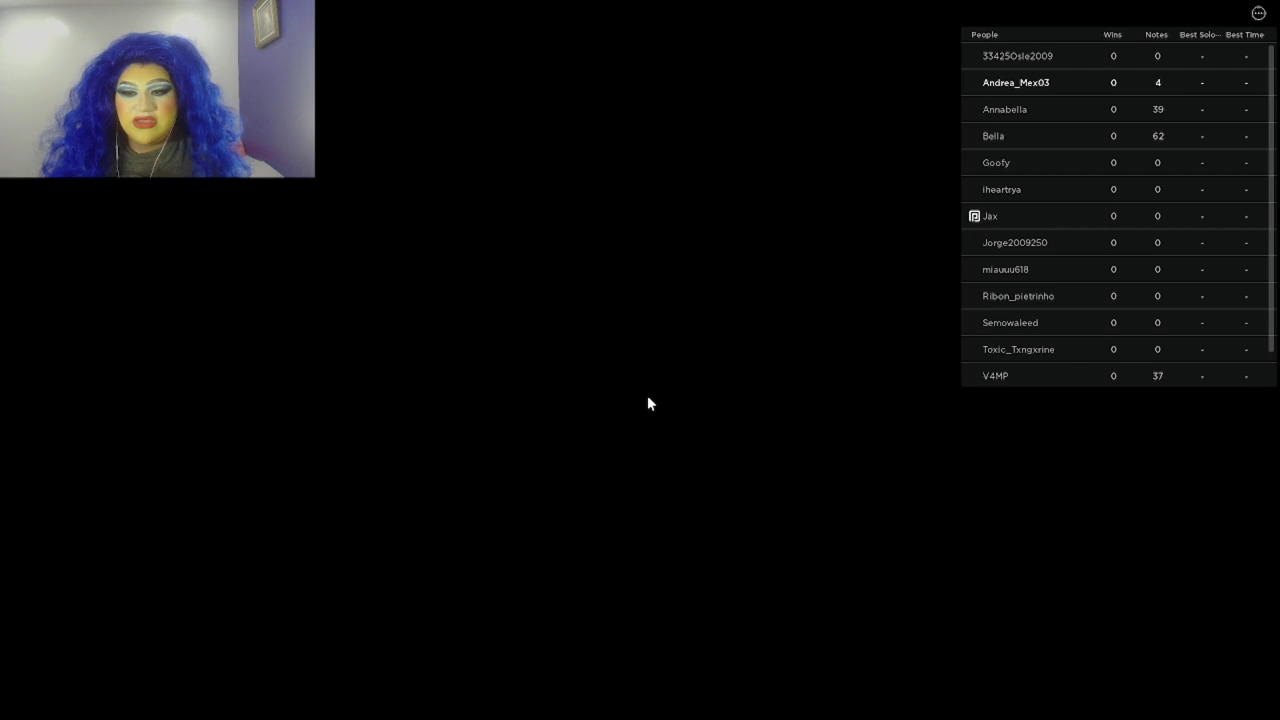 People Wins Notes Best Solo... Best Time
33425Osle2009 0 0 - -
Andrea_Mex03 0 4 - -
Annabella 0 39 - -
Bella 0 62 - -
Goofy 0 0 - -
iheartrya 0 0 - -
Jax 0 0 - -
Jorge2009250 0 0 - -
miauuu618 0 0 - -
Ribon_pietrinho 0 0 - -
Semowaleed 0 0 - -
Toxic_Txngxrine 0 0 - -
V4MP 0 37 - -